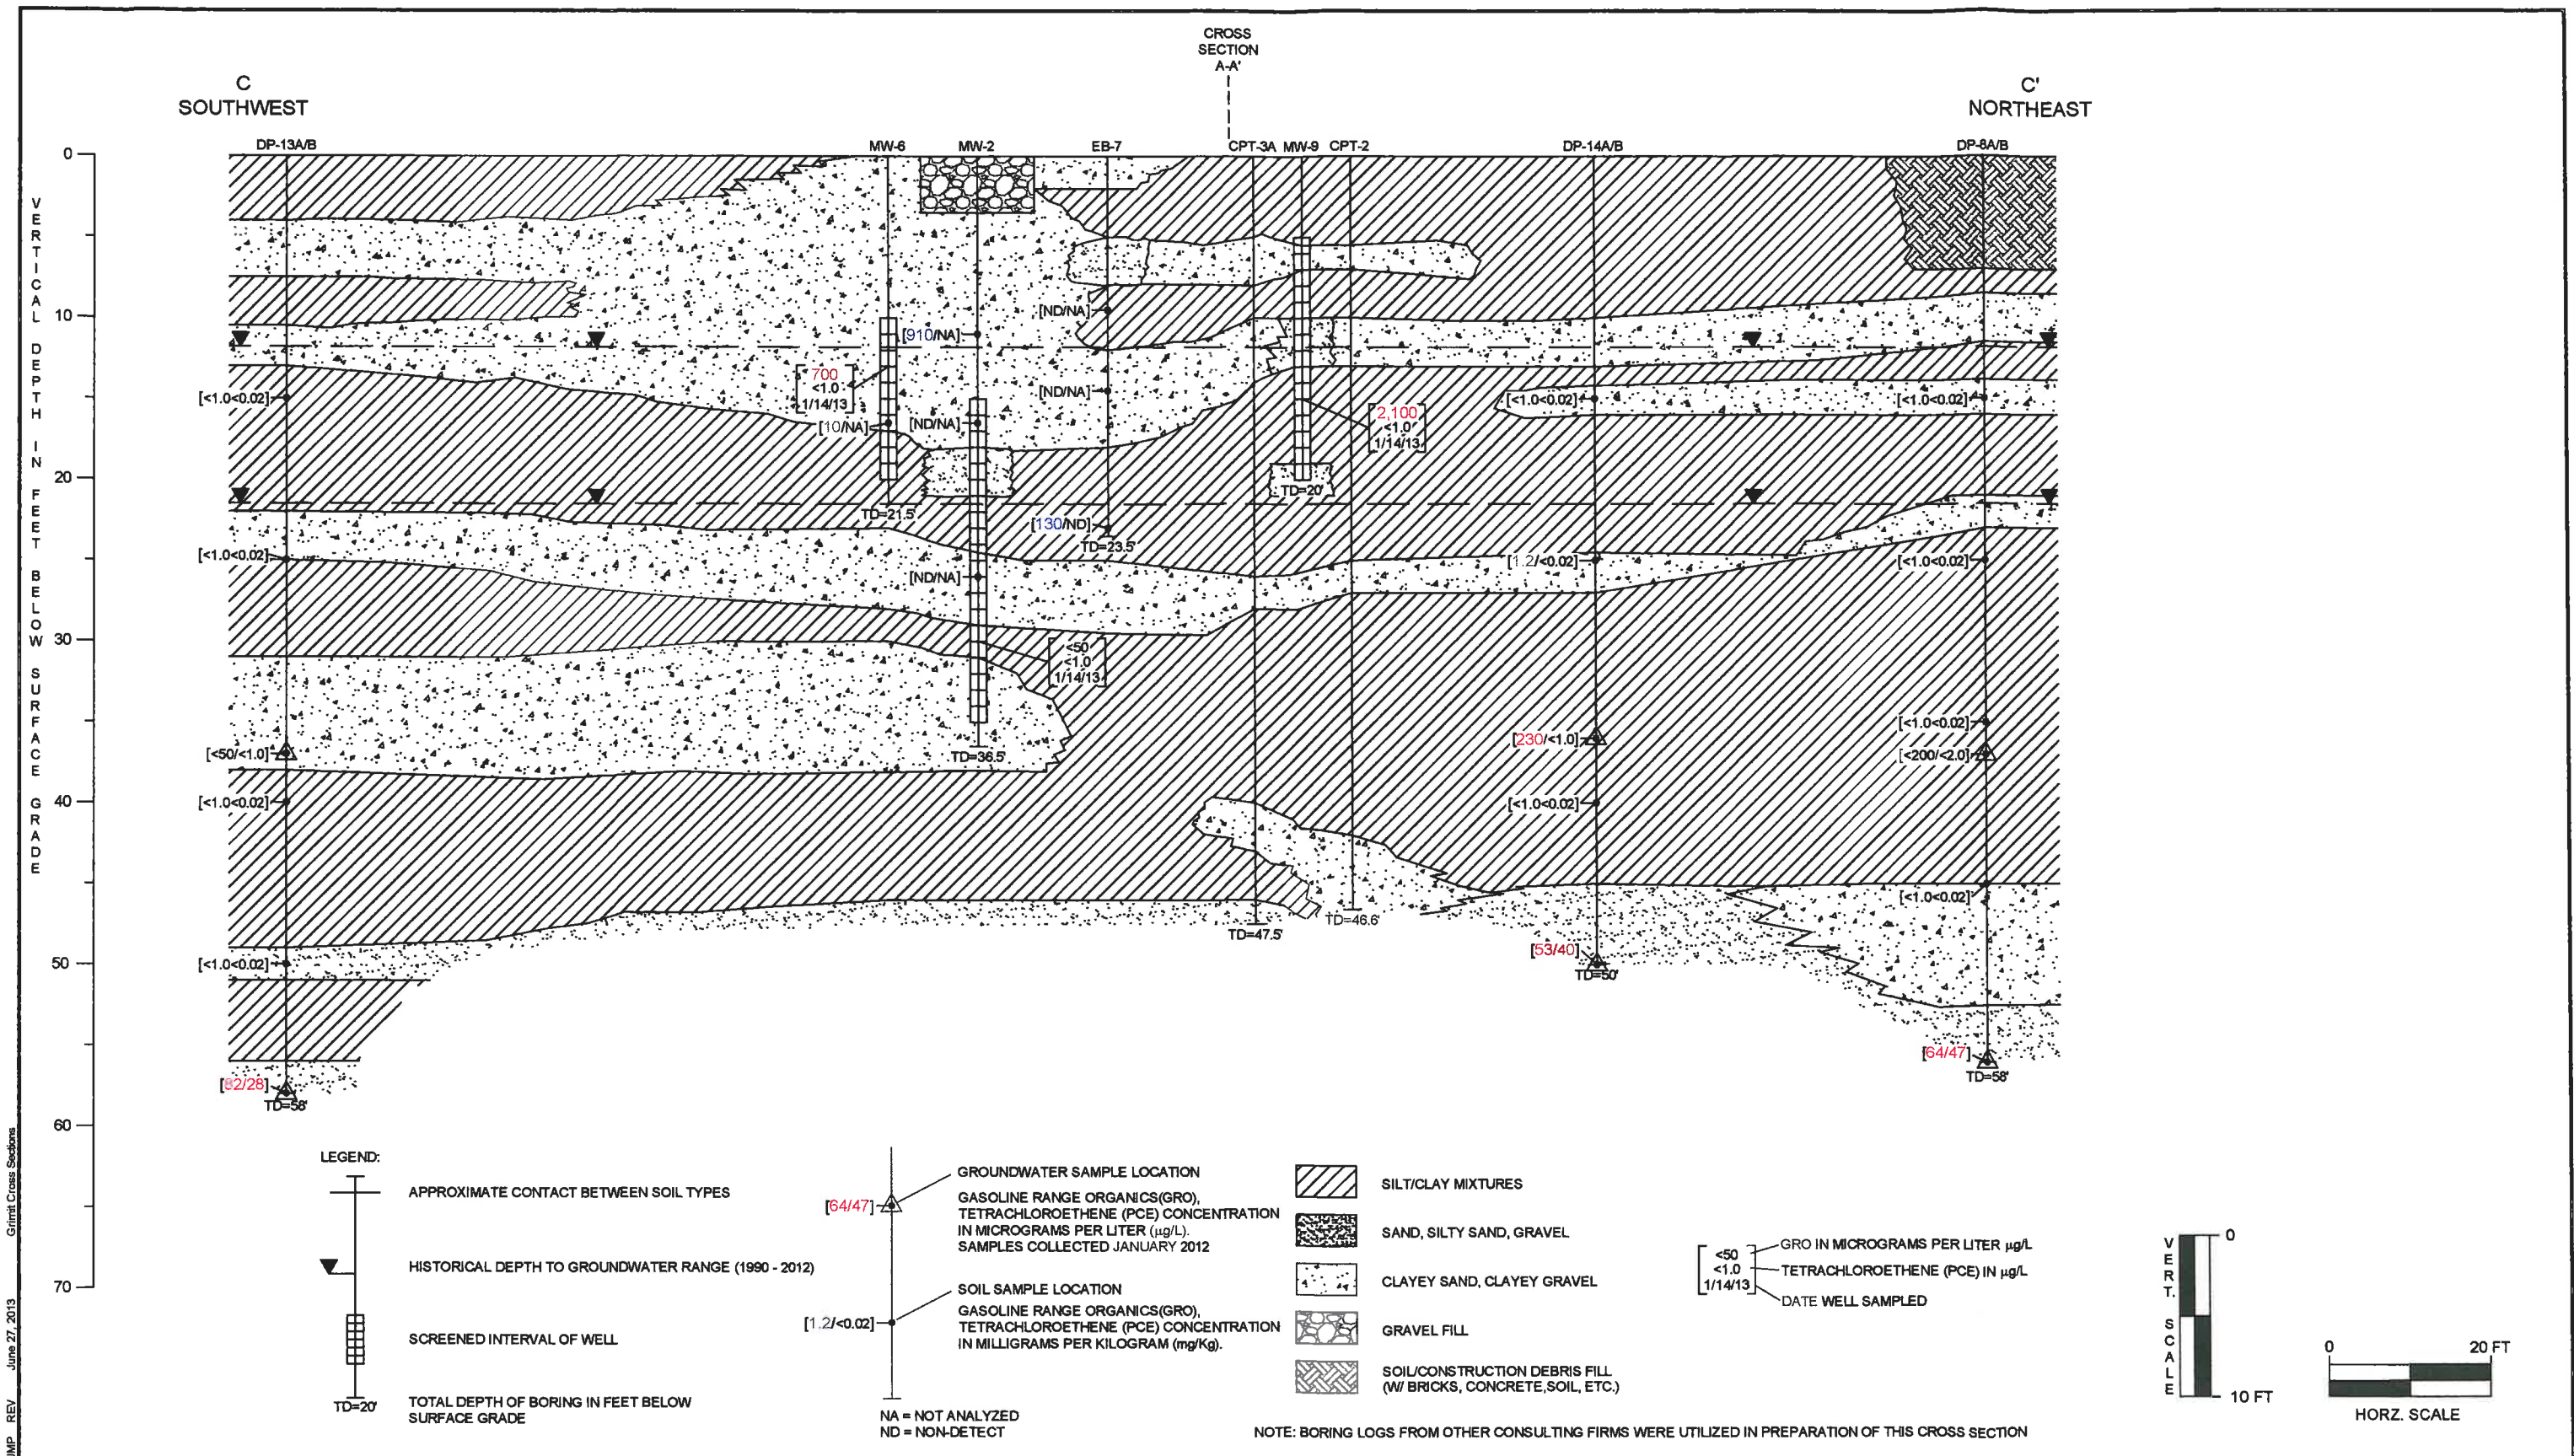 CROSS
SECTION
A-A'
C
SOUTHWEST
C'
NORTHEAST
DP-13A/B
MW-6
MW-2
EB-7
CPT-3A
MW-9
CPT-2
DP-14A/B
DP-8A/B
VERTICAL DEPTH IN FEET BELOW SURFACE GRADE
0
10
20
30
40
50
60
70
[ND/NA]
[910/NA]
700
<1.0
1/14/13
[ND/NA]
[<1.0<0.02]
[<1.0<0.02]
[<1.0<0.02]
2,100
<1.0
1/14/13
[10/NA]
[ND/NA]
TD=20'
TD=21.5'
[130/ND]
TD=23.5'
[<1.0<0.02]
[ND/NA]
[1.2/<0.02]
[<1.0<0.02]
<50
<1.0
1/14/13
[<1.0<0.02]
[<50/<1.0]
TD=36.5'
[230/<1.0]
[<200/<2.0]
[<1.0<0.02]
[<1.0<0.02]
[<1.0<0.02]
TD=47.5'
TD=46.6'
[<1.0<0.02]
[53/40]
TD=50'
[82/28]
TD=58'
[64/47]
TD=58'
LEGEND:
APPROXIMATE CONTACT BETWEEN SOIL TYPES
HISTORICAL DEPTH TO GROUNDWATER RANGE (1990 - 2012)
SCREENED INTERVAL OF WELL
TD=20'
TOTAL DEPTH OF BORING IN FEET BELOW
SURFACE GRADE
[64/47]
GROUNDWATER SAMPLE LOCATION
GASOLINE RANGE ORGANICS(GRO),
TETRACHLOROETHENE (PCE) CONCENTRATION
IN MICROGRAMS PER LITER (µg/L).
SAMPLES COLLECTED JANUARY 2012
[1.2/<0.02]
SOIL SAMPLE LOCATION
GASOLINE RANGE ORGANICS(GRO),
TETRACHLOROETHENE (PCE) CONCENTRATION
IN MILLIGRAMS PER KILOGRAM (mg/Kg).
NA = NOT ANALYZED
ND = NON-DETECT
SILT/CLAY MIXTURES
SAND, SILTY SAND, GRAVEL
CLAYEY SAND, CLAYEY GRAVEL
GRAVEL FILL
SOIL/CONSTRUCTION DEBRIS FILL
(W/ BRICKS, CONCRETE,SOIL, ETC.)
<50
<1.0
1/14/13
GRO IN MICROGRAMS PER LITER µg/L
TETRACHLOROETHENE (PCE) IN µg/L
DATE WELL SAMPLED
VERT. SCALE
0
10 FT
0
20 FT
HORZ. SCALE
NOTE: BORING LOGS FROM OTHER CONSULTING FIRMS WERE UTILIZED IN PREPARATION OF THIS CROSS SECTION
REV June 27, 2013 Grimit Cross Sections